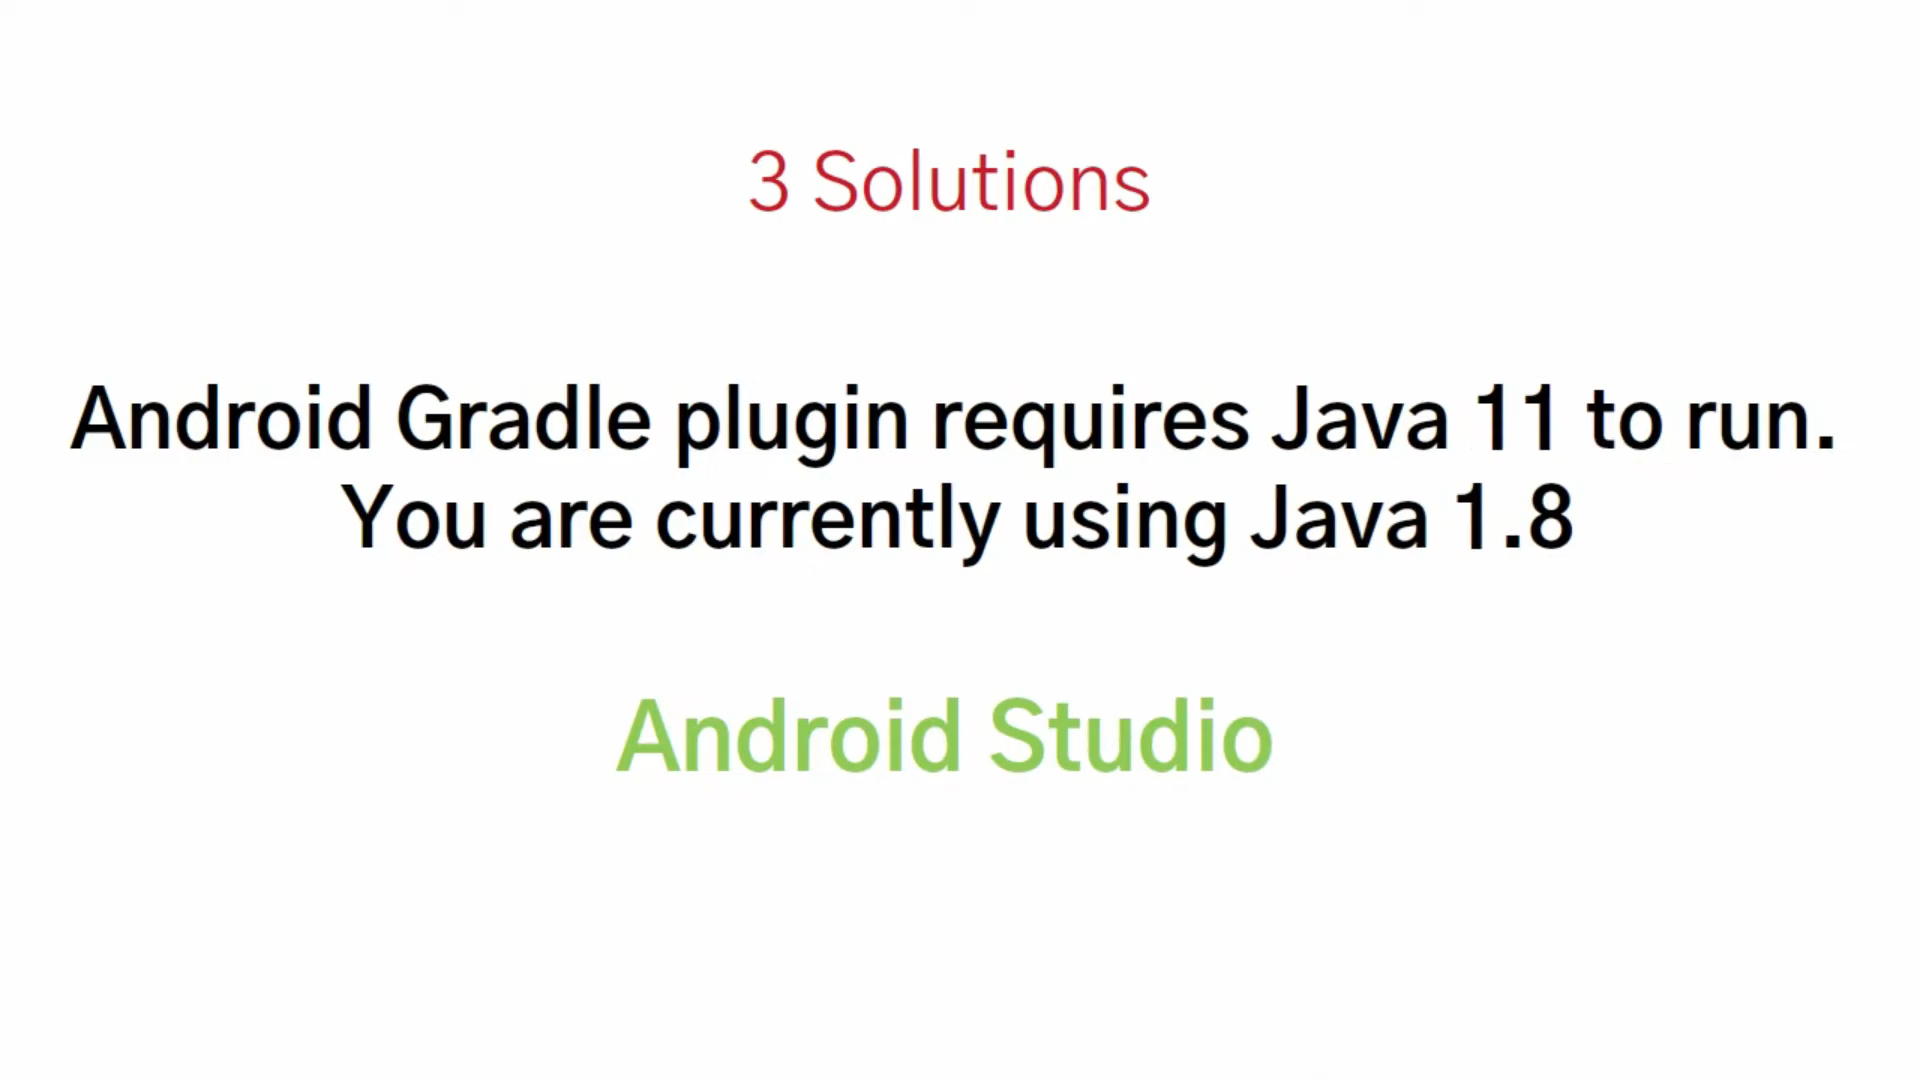 3 Solutions
Android Gradle plugin requires Java 11 to run.
You are currently using Java 1.8
Android Studio